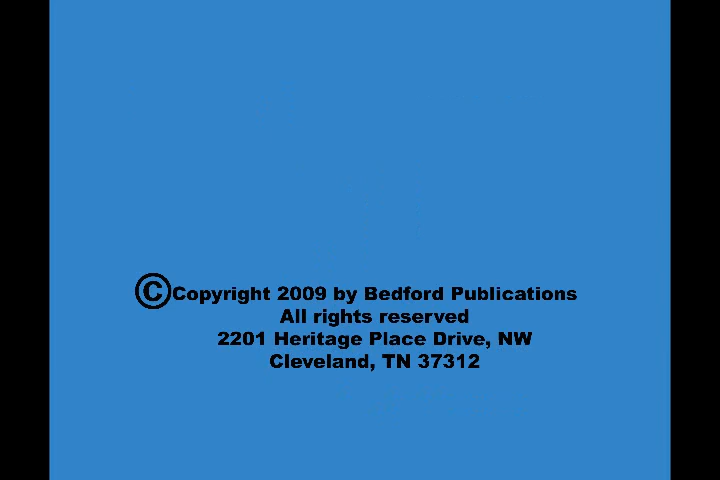 ©Copyright 2009 by Bedford Publications
All rights reserved
2201 Heritage Place Drive, NW
Cleveland, TN 37312